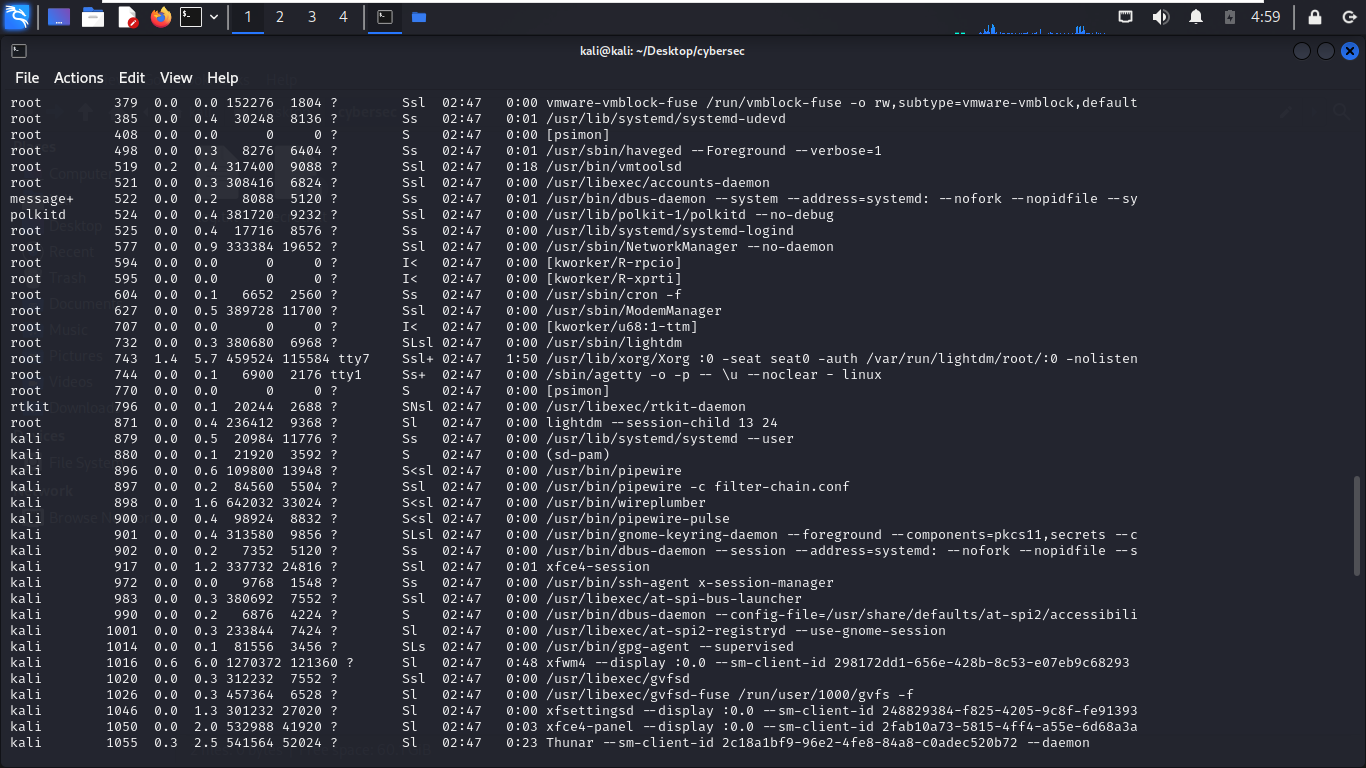 1 2 3 4 4:59
kali@kali: ~/Desktop/cybersec
File Actions Edit View Help
root 379 0.0 0.0 152276 1804 ? Ssl 02:47 0:00 vmware-vmblock-fuse /run/vmblock-fuse -o rw,subtype=vmware-vmblock,default
root 385 0.0 0.4 30248 8136 ? Ss 02:47 0:01 /usr/lib/systemd/systemd-udevd
root 408 0.0 0.0 0 0 ? S 02:47 0:00 [psimon]
root 498 0.0 0.3 8276 6404 ? Ss 02:47 0:01 /usr/sbin/haveged --Foreground --verbose=1
root 519 0.2 0.4 317400 9088 ? Ssl 02:47 0:18 /usr/bin/vmtoolsd
root 521 0.0 0.3 308416 6824 ? Ssl 02:47 0:00 /usr/libexec/accounts-daemon
message+ 522 0.0 0.2 8088 5120 ? Ss 02:47 0:01 /usr/bin/dbus-daemon --system --address=systemd: --nofork --nopidfile --sy
polkitd 524 0.0 0.4 381720 9232 ? Ssl 02:47 0:00 /usr/lib/polkit-1/polkitd --no-debug
root 525 0.0 0.4 17716 8576 ? Ss 02:47 0:00 /usr/lib/systemd/systemd-logind
root 577 0.0 0.9 333384 19652 ? Ssl 02:47 0:00 /usr/sbin/NetworkManager --no-daemon
root 594 0.0 0.0 0 0 ? I< 02:47 0:00 [kworker/R-rpcio]
root 595 0.0 0.0 0 0 ? I< 02:47 0:00 [kworker/R-xprti]
root 604 0.0 0.1 6652 2560 ? Ss 02:47 0:00 /usr/sbin/cron -f
root 627 0.0 0.5 389728 11700 ? Ssl 02:47 0:00 /usr/sbin/ModemManager
root 707 0.0 0.0 0 0 ? I< 02:47 0:00 [kworker/u68:1-ttm]
root 732 0.0 0.3 380680 6968 ? SLsl 02:47 0:00 /usr/sbin/lightdm
root 743 1.4 5.7 459524 115584 tty7 Ssl+ 02:47 1:50 /usr/lib/xorg/Xorg :0 -seat seat0 -auth /var/run/lightdm/root/:0 -nolisten
root 744 0.0 0.1 6900 2176 tty1 Ss+ 02:47 0:00 /sbin/agetty -o -p -- \u --noclear - linux
root 770 0.0 0.0 0 0 ? S 02:47 0:00 [psimon]
rtkit 796 0.0 0.1 20244 2688 ? SNsl 02:47 0:00 /usr/libexec/rtkit-daemon
root 871 0.0 0.4 236412 9368 ? Sl 02:47 0:00 lightdm --session-child 13 24
kali 879 0.0 0.5 20984 11776 ? Ss 02:47 0:00 /usr/lib/systemd/systemd --user
kali 880 0.0 0.1 21920 3592 ? S 02:47 0:00 (sd-pam)
kali 896 0.0 0.6 109800 13948 ? S<sl 02:47 0:00 /usr/bin/pipewire
kali 897 0.0 0.2 84560 5504 ? Ssl 02:47 0:00 /usr/bin/pipewire -c filter-chain.conf
kali 898 0.0 1.6 642032 33024 ? S<sl 02:47 0:00 /usr/bin/wireplumber
kali 900 0.0 0.4 98924 8832 ? S<sl 02:47 0:00 /usr/bin/pipewire-pulse
kali 901 0.0 0.4 313580 9856 ? SLsl 02:47 0:00 /usr/bin/gnome-keyring-daemon --foreground --components=pkcs11,secrets --c
kali 902 0.0 0.2 7352 5120 ? Ss 02:47 0:00 /usr/bin/dbus-daemon --session --address=systemd: --nofork --nopidfile --s
kali 917 0.0 1.2 337732 24816 ? Ssl 02:47 0:01 xfce4-session
kali 972 0.0 0.0 9768 1548 ? Ss 02:47 0:00 /usr/bin/ssh-agent x-session-manager
kali 983 0.0 0.3 380692 7552 ? Ssl 02:47 0:00 /usr/libexec/at-spi-bus-launcher
kali 990 0.0 0.2 6876 4224 ? S 02:47 0:00 /usr/bin/dbus-daemon --config-file=/usr/share/defaults/at-spi2/accessibili
kali 1001 0.0 0.3 233844 7424 ? Sl 02:47 0:00 /usr/libexec/at-spi2-registryd --use-gnome-session
kali 1014 0.0 0.1 81556 3456 ? SLs 02:47 0:00 /usr/bin/gpg-agent --supervised
kali 1016 0.6 6.0 1270372 121360 ? Sl 02:47 0:48 xfwm4 --display :0.0 --sm-client-id 298172dd1-656e-428b-8c53-e07eb9c68293
kali 1020 0.0 0.3 312232 7552 ? Ssl 02:47 0:00 /usr/libexec/gvfsd
kali 1026 0.0 0.3 457364 6528 ? Sl 02:47 0:00 /usr/libexec/gvfsd-fuse /run/user/1000/gvfs -f
kali 1046 0.0 1.3 301232 27020 ? Sl 02:47 0:00 xfsettingsd --display :0.0 --sm-client-id 248829384-f825-4205-9c8f-fe91393
kali 1050 0.0 2.0 532988 41920 ? Sl 02:47 0:03 xfce4-panel --display :0.0 --sm-client-id 2fab10a73-5815-4ff4-a55e-6d68a3a
kali 1055 0.3 2.5 541564 52024 ? Sl 02:47 0:23 Thunar --sm-client-id 2c18a1bf9-96e2-4fe8-84a8-c0adec520b72 --daemon